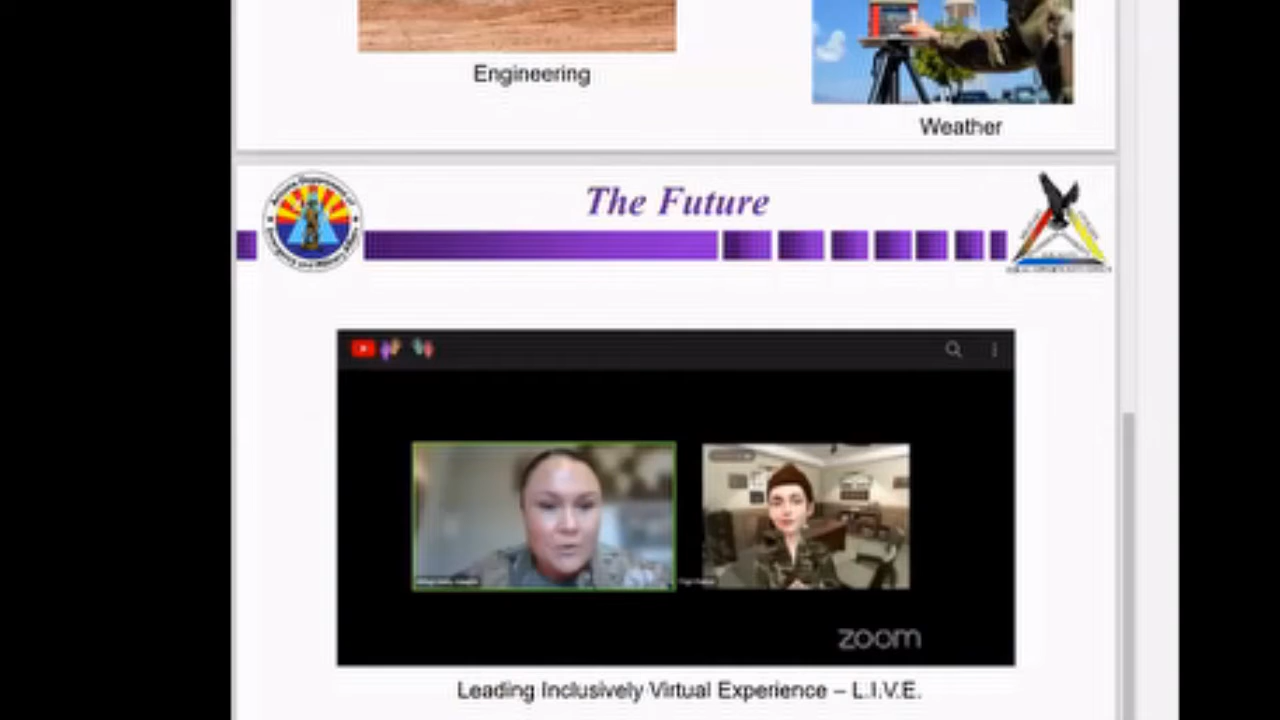 Engineering
Weather
The Future
zoom
Leading Inclusively Virtual Experience – L.I.V.E.